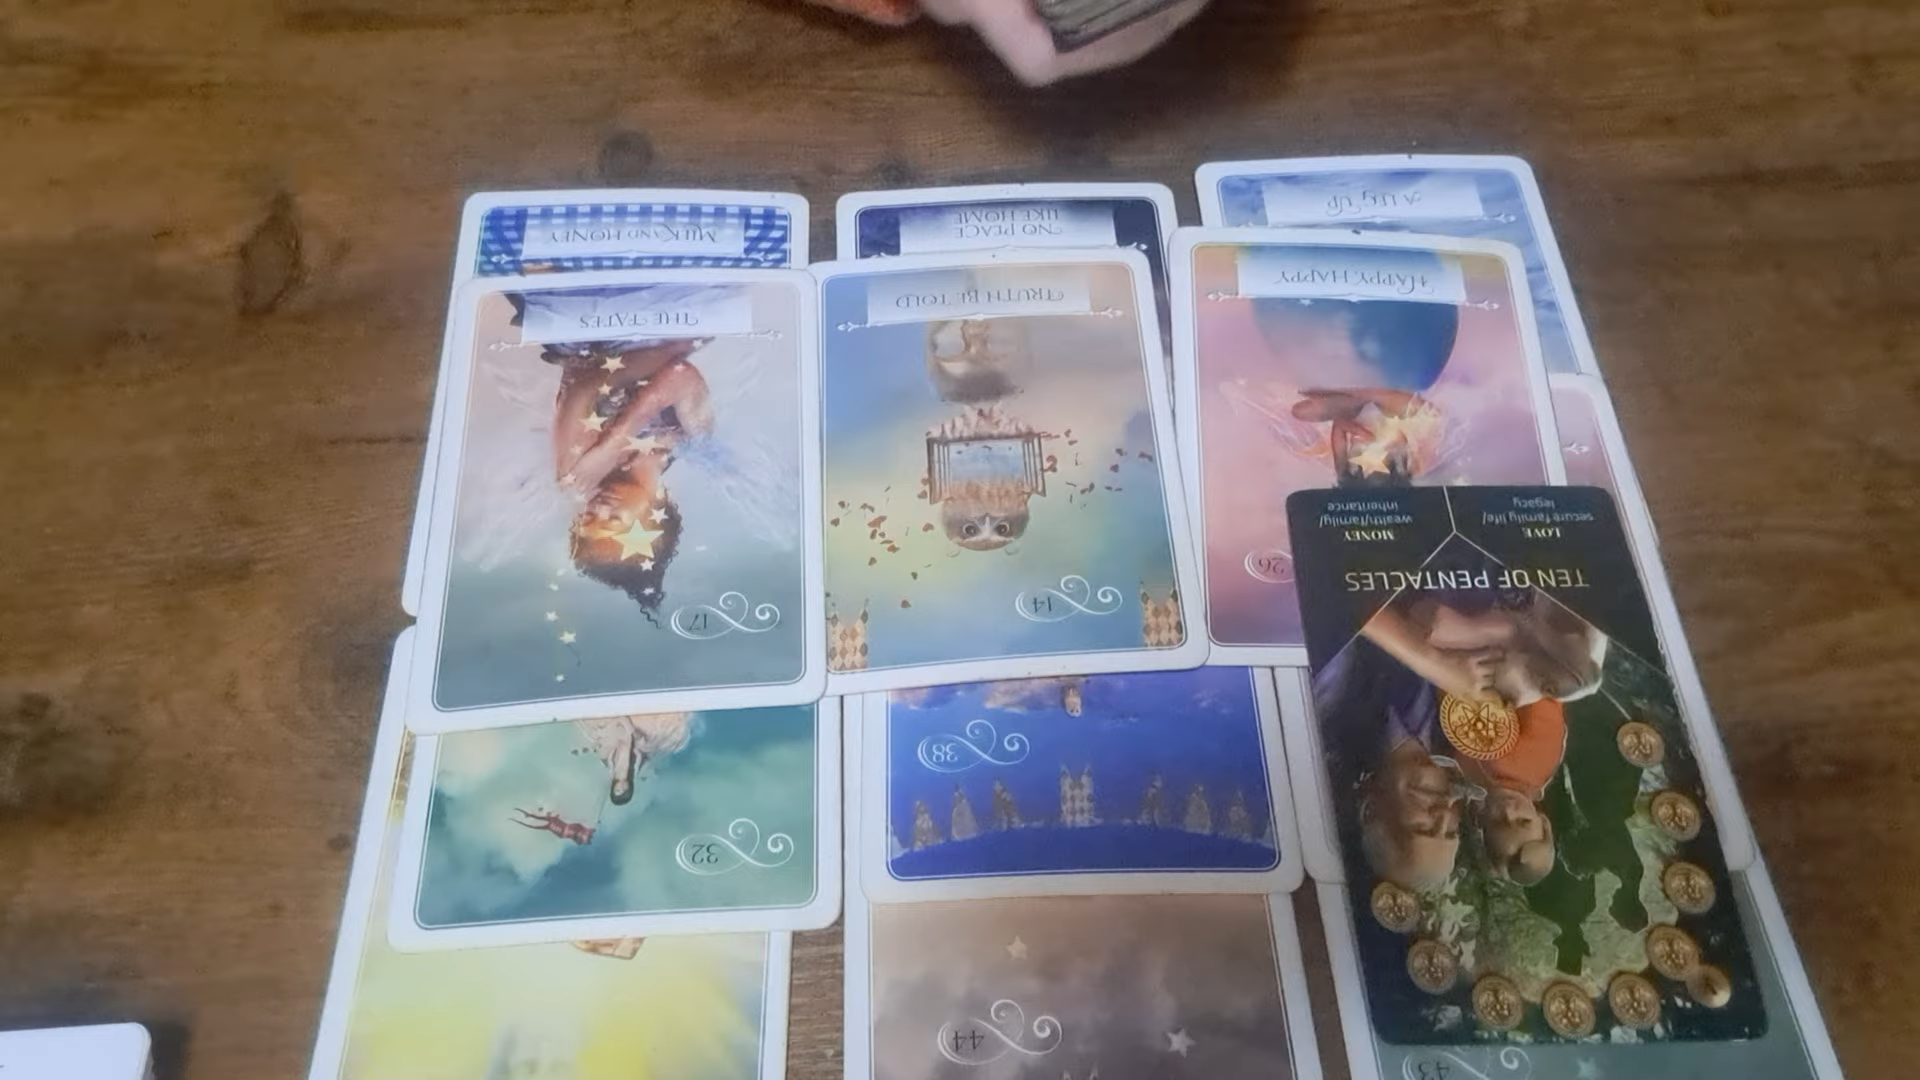 MILK AND HONEY
NO PEACE
LIKE HOME
A LEG UP
THE FATES
TRUTH BE TOLD
HAPPY, HAPPY
17
14
26
32
38
44
43
TEN OF PENTACLES
LOVE
secure family life/
legacy
MONEY
wealth/family/
inheritance